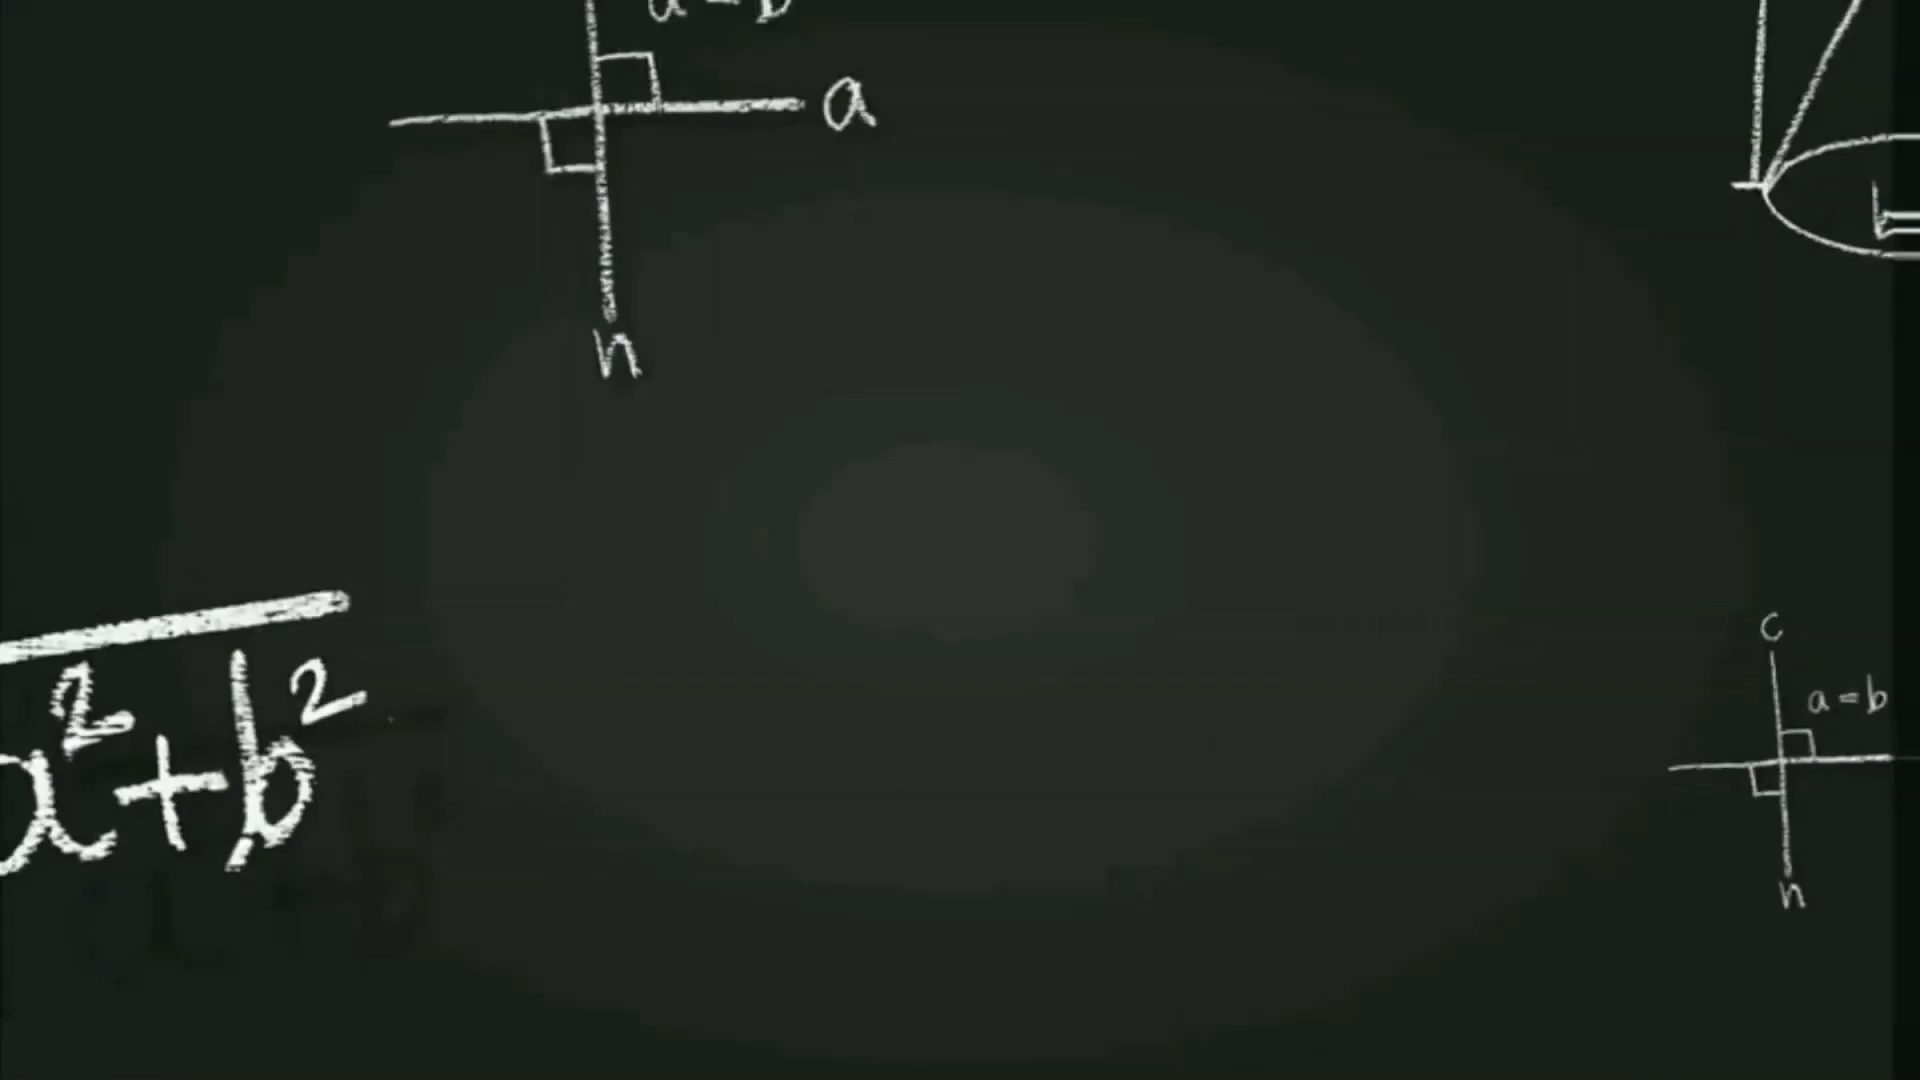 a = b
a
n
a²+b²
c
a = b
n